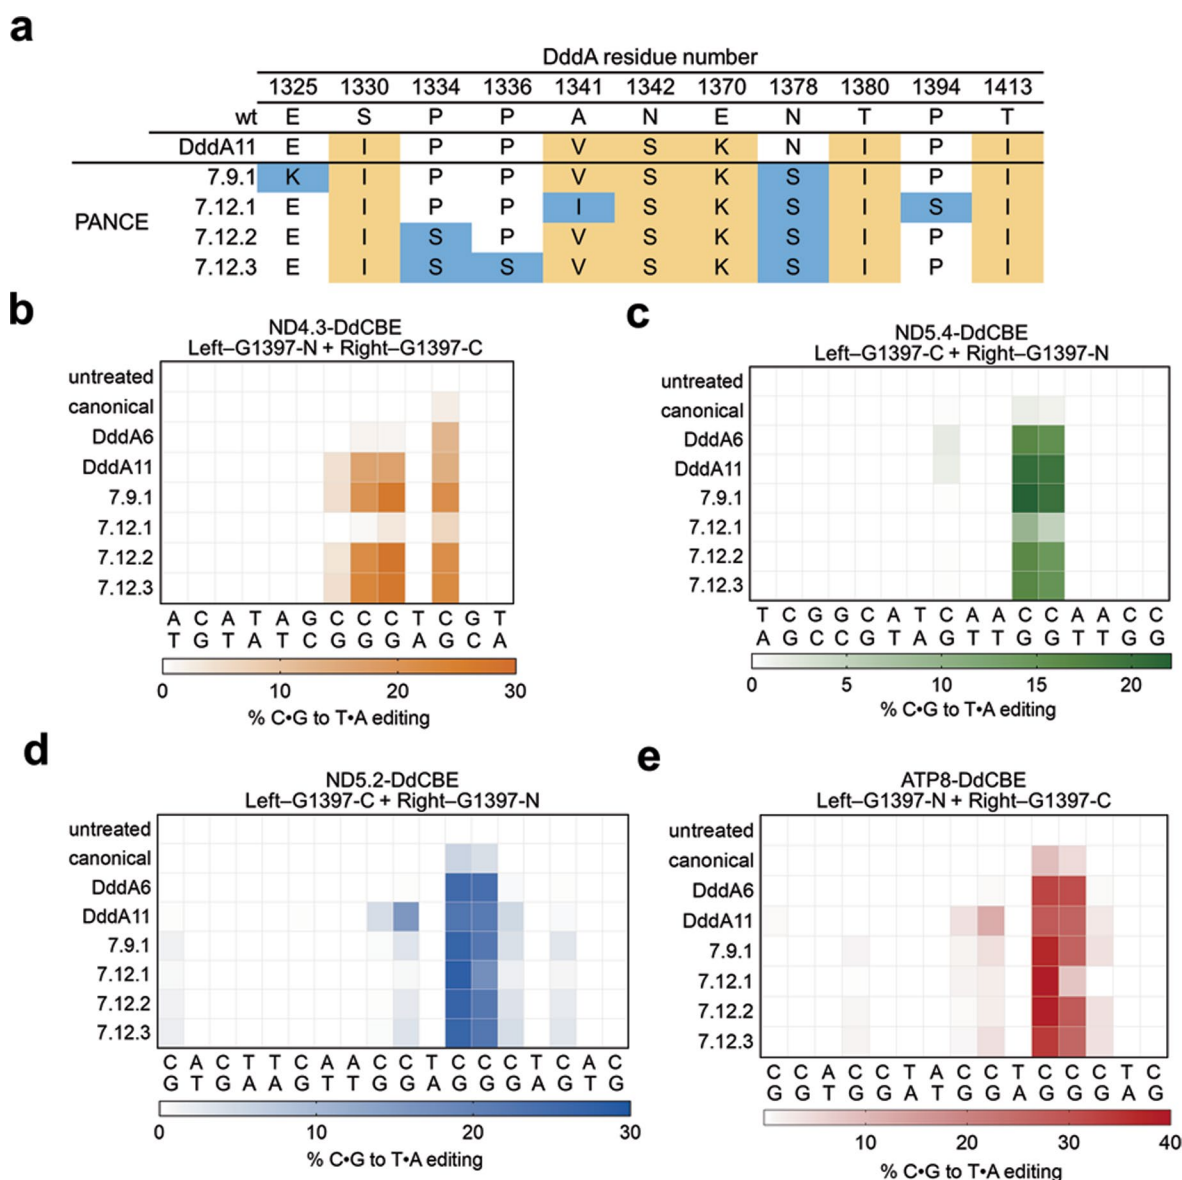 a
DddA residue number
1325 1330 1334 1336 1341 1342 1370 1378 1380 1394 1413
wt E S P P A N E N T P T
DddA11 E I P P V S K N I P I
PANCE
7.9.1 K I P P V S K S I P I
7.12.1 E I P P I S K S I S I
7.12.2 E I S P V S K S I P I
7.12.3 E I S S V S K S I P I
b
ND4.3-DdCBE
Left–G1397-N + Right–G1397-C
untreated
canonical
DddA6
DddA11
7.9.1
7.12.1
7.12.2
7.12.3
A C A T A G C C C T C G T
T G T A T C G G G A G C A
0 10 20 30
% C•G to T•A editing
c
ND5.4-DdCBE
Left–G1397-C + Right–G1397-N
untreated
canonical
DddA6
DddA11
7.9.1
7.12.1
7.12.2
7.12.3
T C G G C A T C A A C C A A C C
A G C C G T A G T T G G T T G G
0 5 10 15 20
% C•G to T•A editing
d
ND5.2-DdCBE
Left–G1397-C + Right–G1397-N
untreated
canonical
DddA6
DddA11
7.9.1
7.12.1
7.12.2
7.12.3
C A C T T C A A C C T C C C T C A C
G T G A A G T T G G A G G G A G T G
0 10 20 30
% C•G to T•A editing
e
ATP8-DdCBE
Left–G1397-N + Right–G1397-C
untreated
canonical
DddA6
DddA11
7.9.1
7.12.1
7.12.2
7.12.3
C C A C C T A C C T C C C T C
G G T G G A T G G A G G G A G
10 20 30 40
% C•G to T•A editing